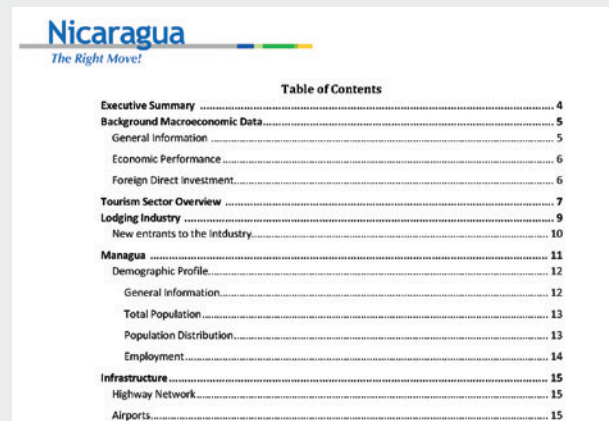 Nicaragua
The Right Move!
Table of Contents
Executive Summary ........................................ 4
Background Macroeconomic Data........................................ 5
General Information ........................................ 5
Economic Performance ........................................ 6
Foreign Direct Investment........................................ 6
Tourism Sector Overview ........................................ 7
Lodging Industry ........................................ 9
New entrants to the Intdustry........................................ 10
Managua ........................................ 11
Demographic Profile........................................ 12
General Information........................................ 12
Total Population ........................................ 13
Population Distribution........................................ 13
Employment........................................ 14
Infrastructure ........................................ 15
Highway Network........................................ 15
Airports........................................ 15